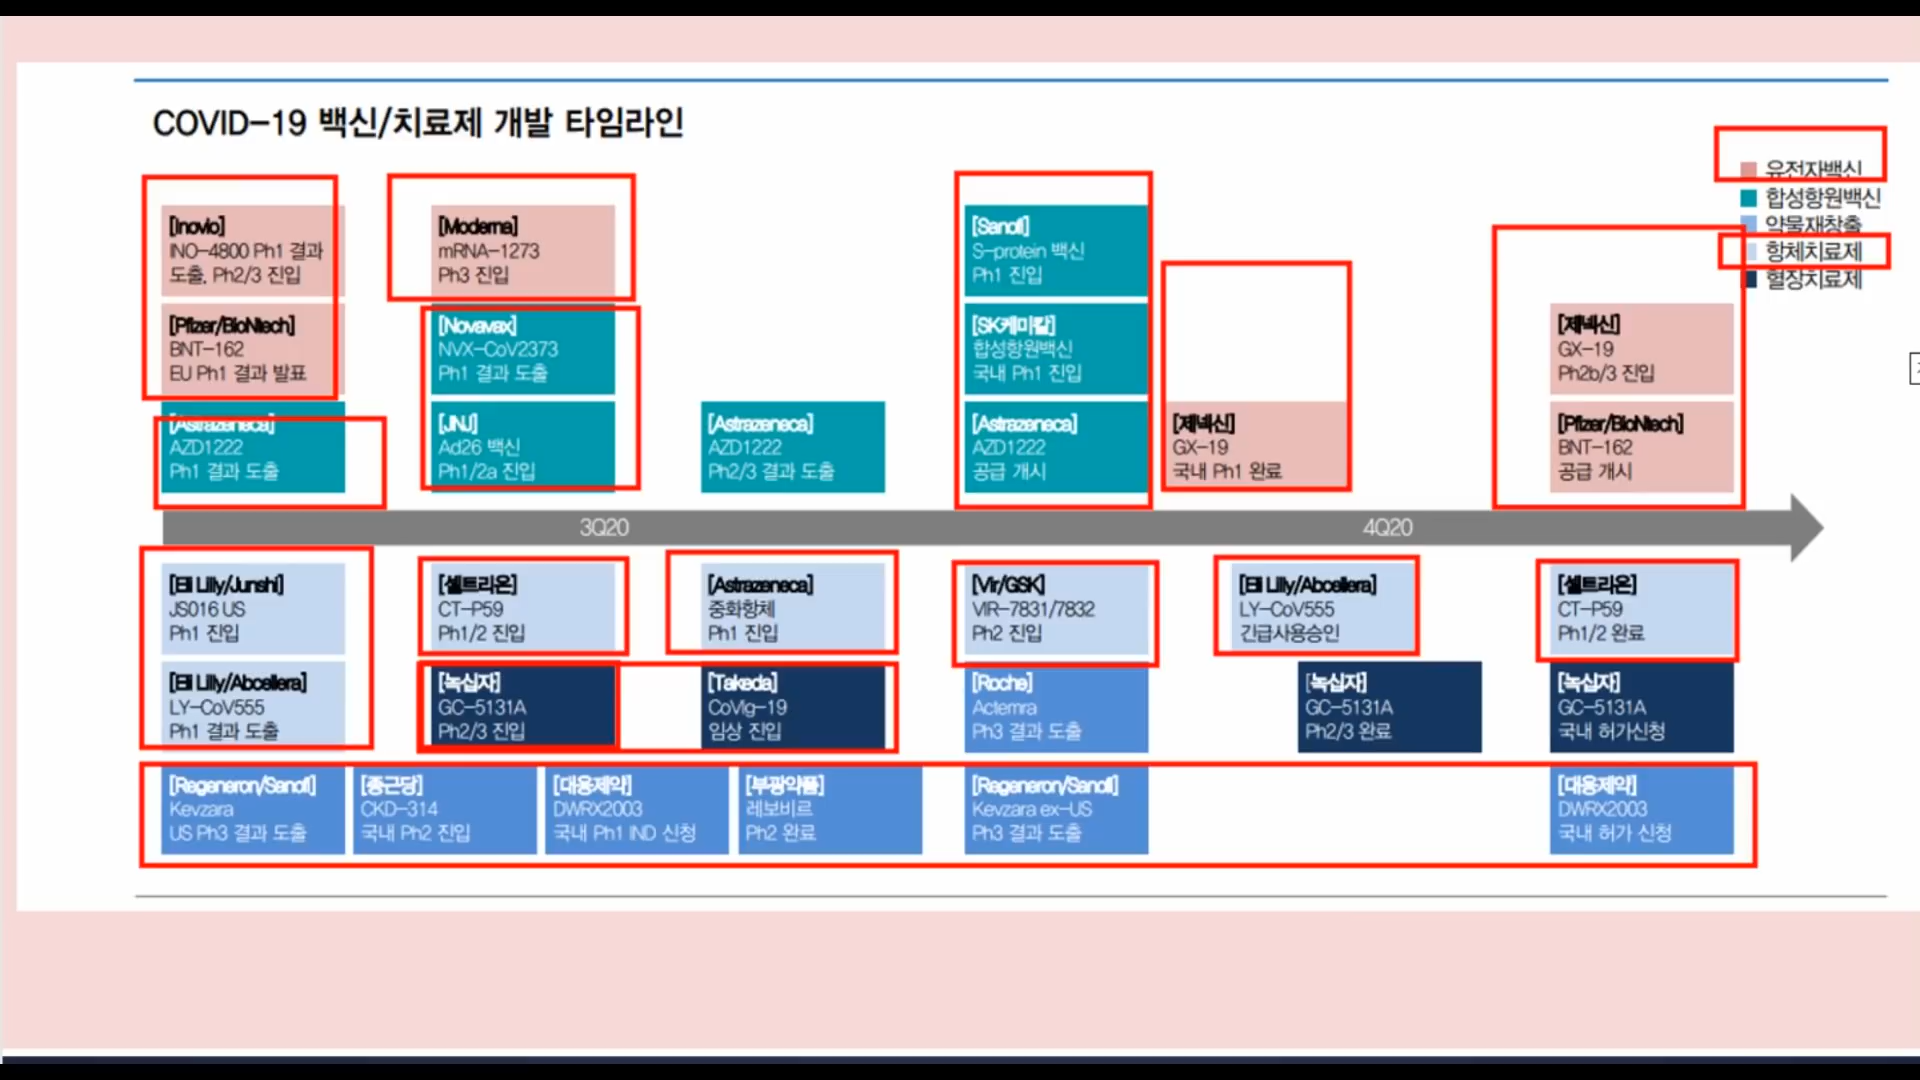 COVID-19 백신/치료제 개발 타임라인
유전자백신
합성항원백신
약물재창출
항체치료제
혈장치료제
[Inovio]
INO-4800 Ph1 결과
도출, Ph2/3 진입
[Moderna]
mRNA-1273
Ph3 진입
[Sanofi]
S-protein 백신
Ph1 진입
[Pfizer/BioNtech]
BNT-162
EU Ph1 결과 발표
[Novavax]
NVX-CoV2373
Ph1 결과 도출
[SK케미칼]
합성항원백신
국내 Ph1 진입
[제넥신]
GX-19
Ph2b/3 진입
[Astrazeneca]
AZD1222
Ph1 결과 도출
[JNJ]
Ad26 백신
Ph1/2a 진입
[Astrazeneca]
AZD1222
Ph2/3 결과 도출
[Astrazeneca]
AZD1222
공급 개시
[제넥신]
GX-19
국내 Ph1 완료
[Pfizer/BioNtech]
BNT-162
공급 개시
3Q20
4Q20
[Eli Lilly/Junshi]
JS016 US
Ph1 진입
[셀트리온]
CT-P59
Ph1/2 진입
[Astrazeneca]
중화항체
Ph1 진입
[Vir/GSK]
VIR-7831/7832
Ph2 진입
[Eli Lilly/Abcellera]
LY-CoV555
긴급사용승인
[셀트리온]
CT-P59
Ph1/2 완료
[Eli Lilly/Abcellera]
LY-CoV555
Ph1 결과 도출
[녹십자]
GC-5131A
Ph2/3 진입
[Takeda]
CoVIg-19
임상 진입
[Roche]
Actemra
Ph3 결과 도출
[녹십자]
GC-5131A
Ph2/3 완료
[녹십자]
GC-5131A
국내 허가신청
[Regeneron/Sanofi]
Kevzara
US Ph3 결과 도출
[종근당]
CKD-314
국내 Ph2 진입
[대웅제약]
DWRX2003
국내 Ph1 IND 신청
[부광약품]
레보비르
Ph2 완료
[Regeneron/Sanofi]
Kevzara ex-US
Ph3 결과 도출
[대웅제약]
DWRX2003
국내 허가 신청